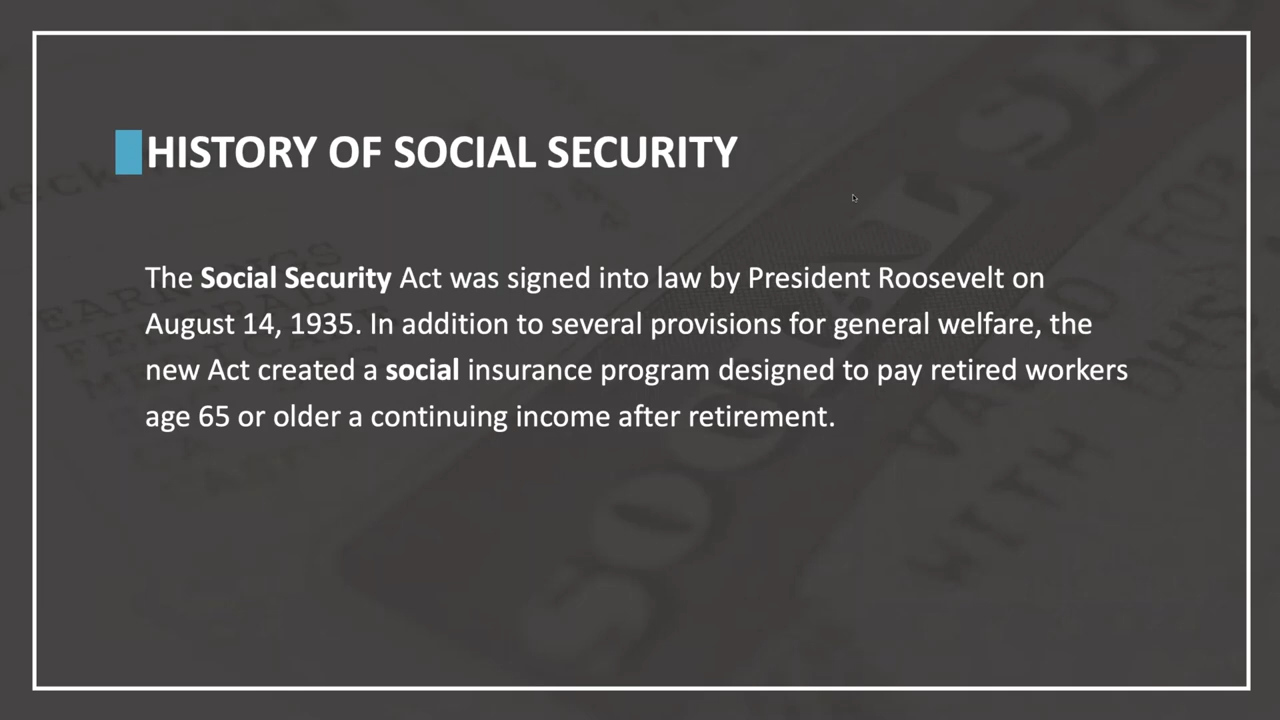 HISTORY OF SOCIAL SECURITY
The Social Security Act was signed into law by President Roosevelt on
August 14, 1935. In addition to several provisions for general welfare, the
new Act created a social insurance program designed to pay retired workers
age 65 or older a continuing income after retirement.